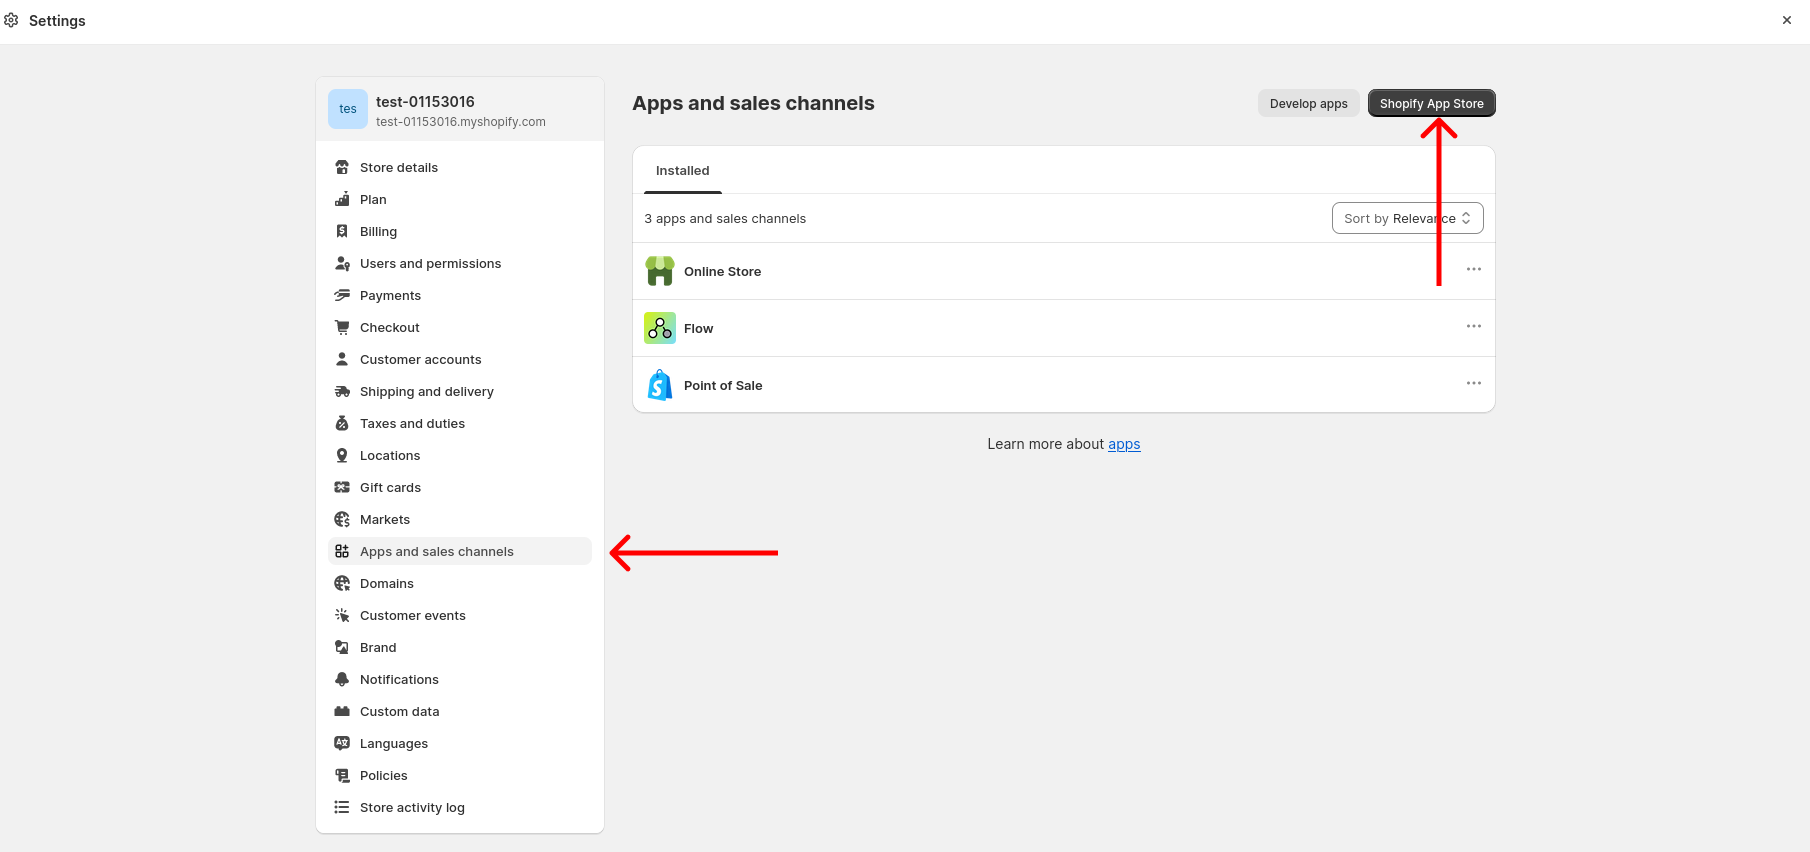 Settings
tes
test-01153016
test-01153016.myshopify.com
Store details
Plan
Billing
Users and permissions
Payments
Checkout
Customer accounts
Shipping and delivery
Taxes and duties
Locations
Gift cards
Markets
Apps and sales channels
Domains
Customer events
Brand
Notifications
Custom data
Languages
Policies
Store activity log
Apps and sales channels
Develop apps
Shopify App Store
Installed
3 apps and sales channels
Sort by Relevance
Online Store
Flow
Point of Sale
Learn more about apps